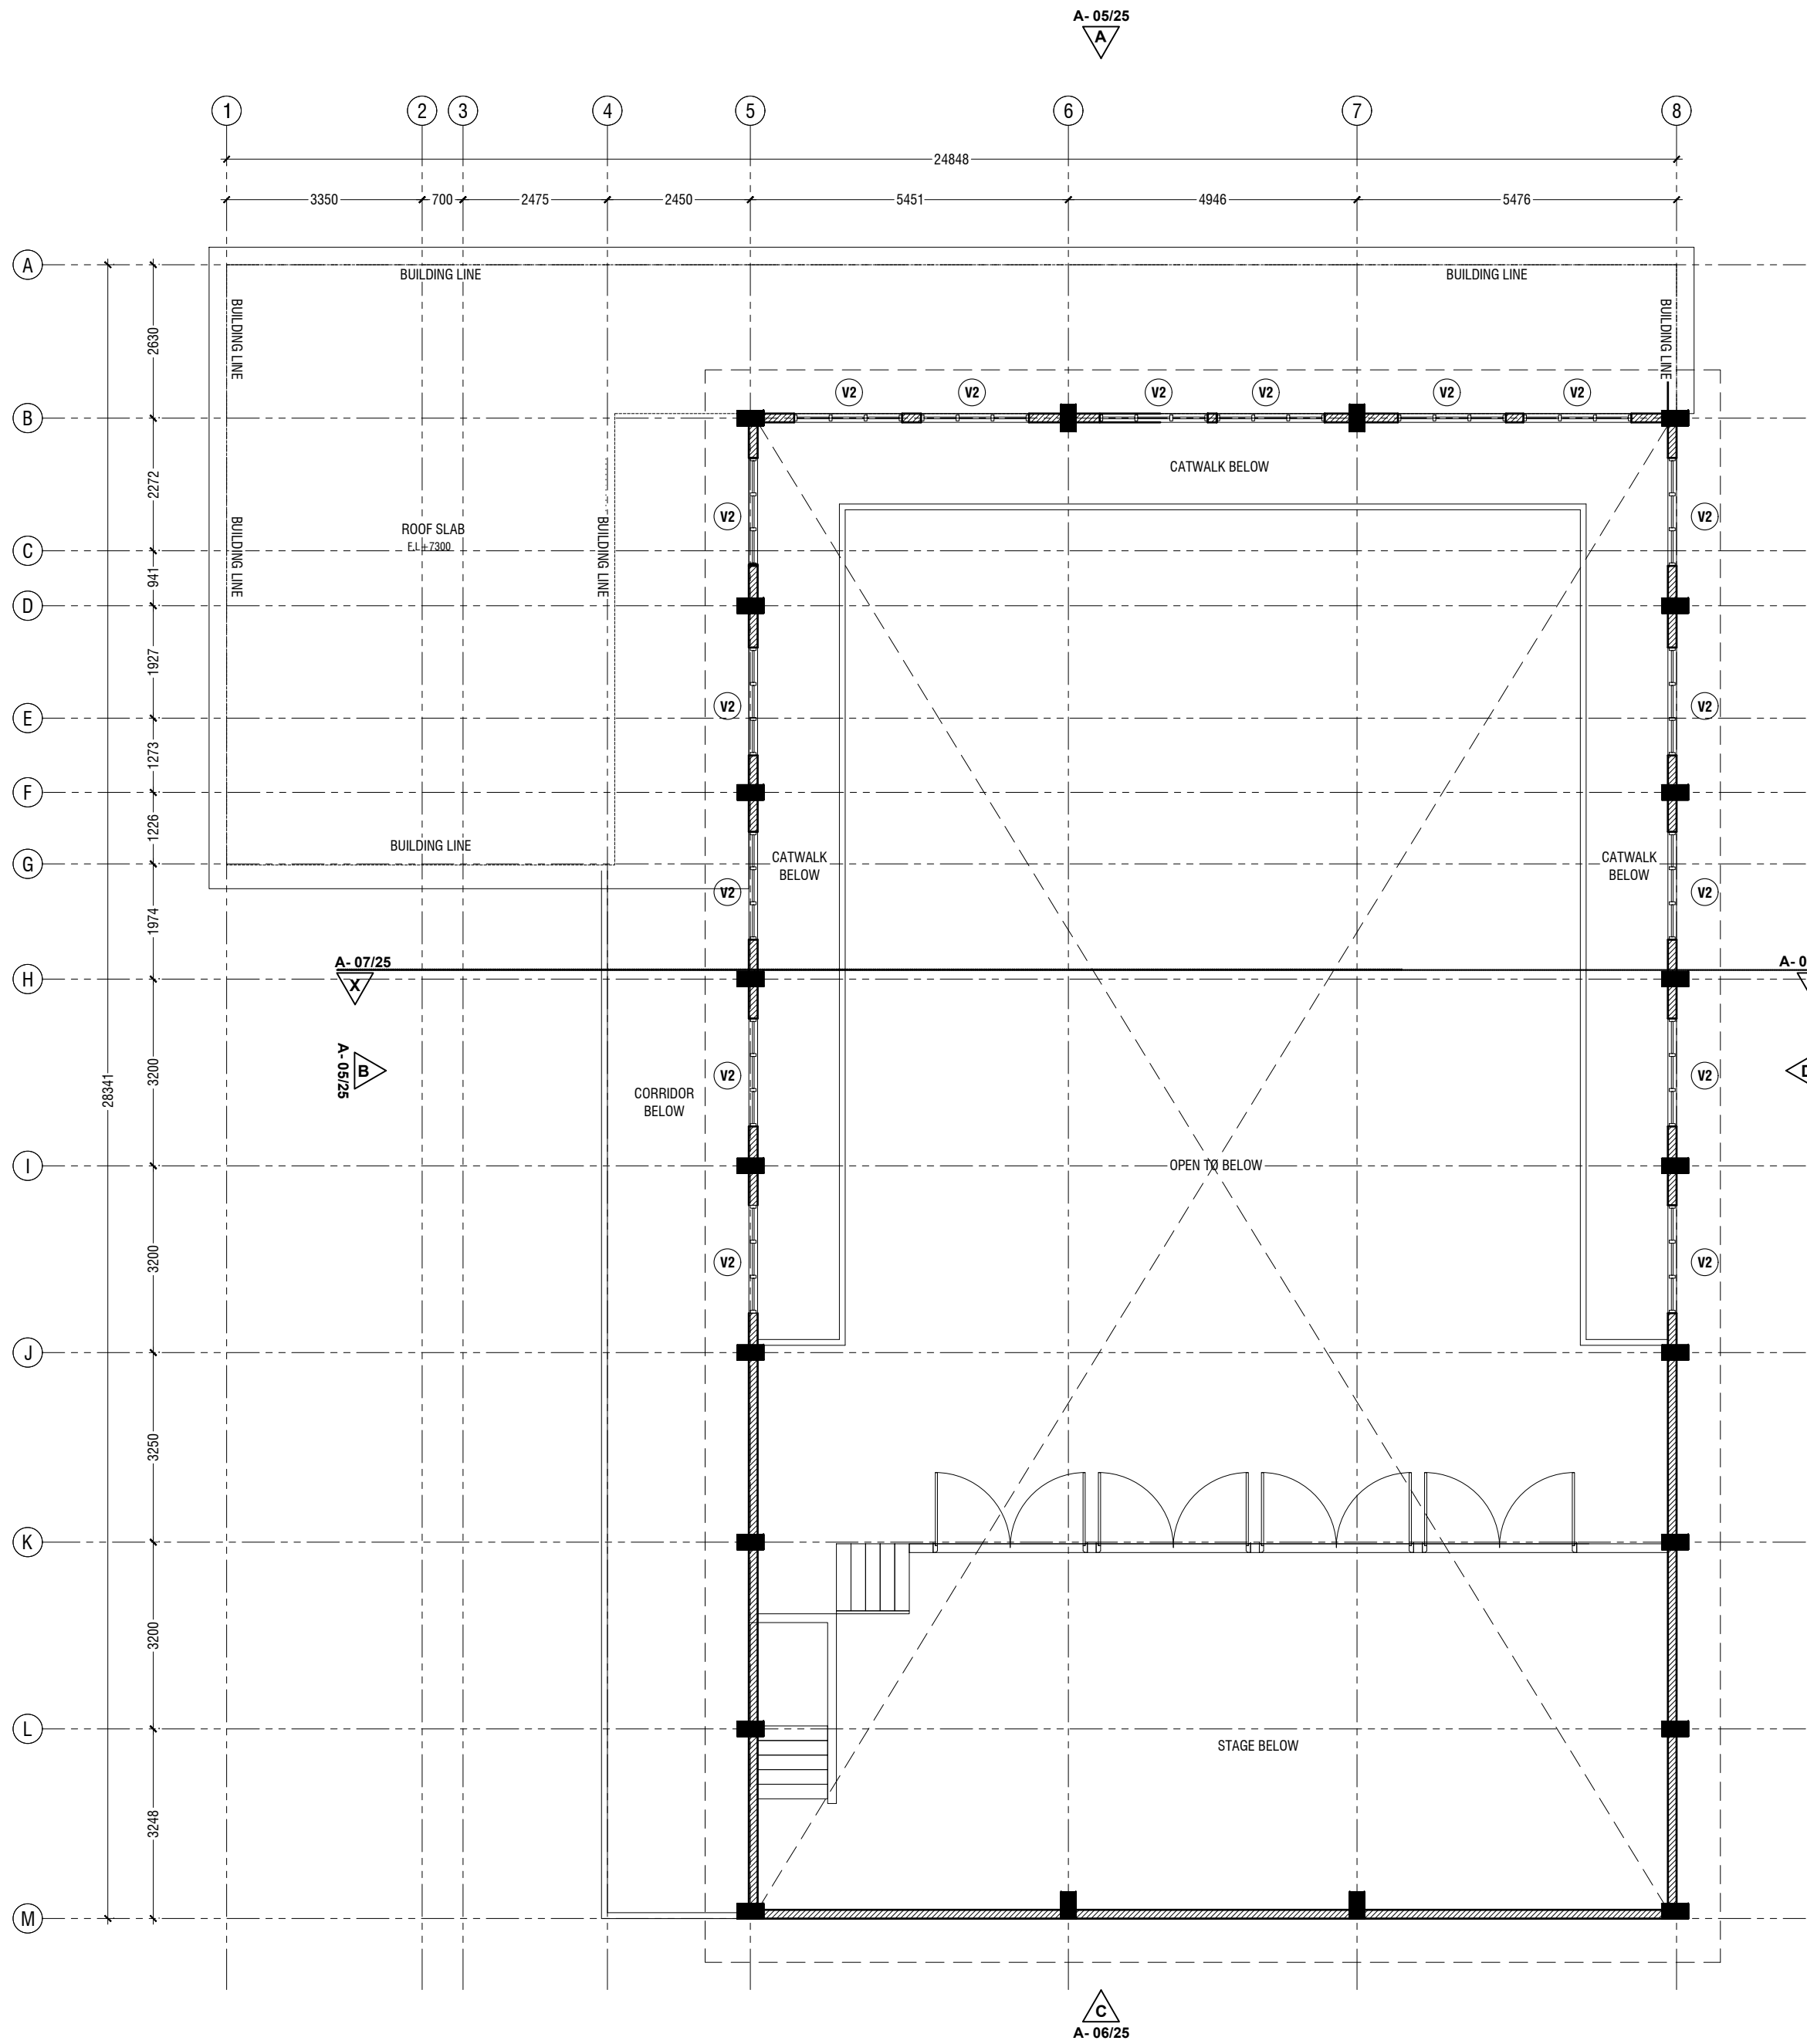 A- 05/25
A
1 2 3 4 5 6 7 8
24848
3350 700 2475 2450 5451 4946 5476
A
BUILDING LINE BUILDING LINE
BUILDING LINE
BUILDING LINE
2630
V2 V2 V2 V2 V2 V2
B
CATWALK BELOW
2272
V2 V2
ROOF SLAB
F.L+7300
BUILDING LINE
BUILDING LINE
C
941
D
1927
V2 V2
E
1273
F
1226
BUILDING LINE
G
CATWALK
BELOW
CATWALK
BELOW
V2 V2
1974
A- 07/25
X
H
A- 05/25
B
3200
28341
V2 V2
CORRIDOR
BELOW
I
OPEN TO BELOW
3200
V2 V2
J
3250
K
3200
L
STAGE BELOW
3248
M
C
A- 06/25